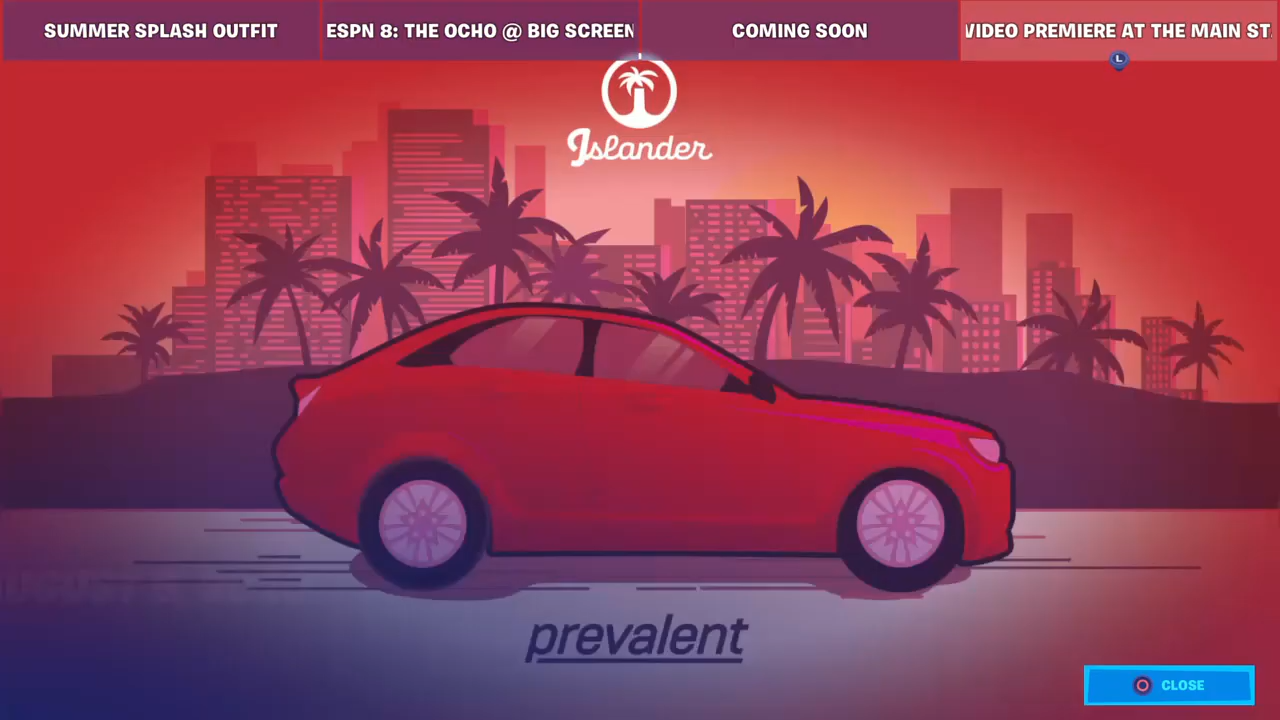 SUMMER SPLASH OUTFIT
ESPN 8: THE OCHO @ BIG SCREEN
COMING SOON
VIDEO PREMIERE AT THE MAIN ST
L
Islander
prevalent
CLOSE